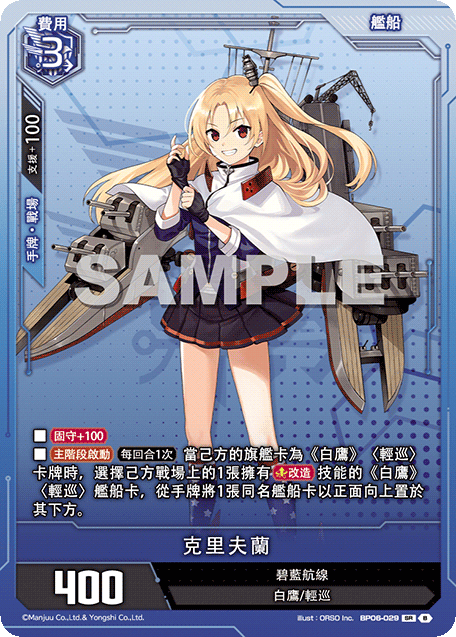 費用
艦船
3
支援+100
手牌・戰場
SAMPLE
■ 固守+100
■ 主階段啟動 每回合1次 當己方的旗艦卡為《白鷹》〈輕巡〉
卡牌時，選擇己方戰場上的1張擁有 改造 技能的《白鷹》
〈輕巡〉艦船卡，從手牌將1張同名艦船卡以正面向上置於
其下方。
克里夫蘭
400
碧藍航線
白鷹/輕巡
©Manjuu Co.,Ltd.& Yongshi Co.,Ltd.
illust：ORSO Inc. BP06-029 SR B